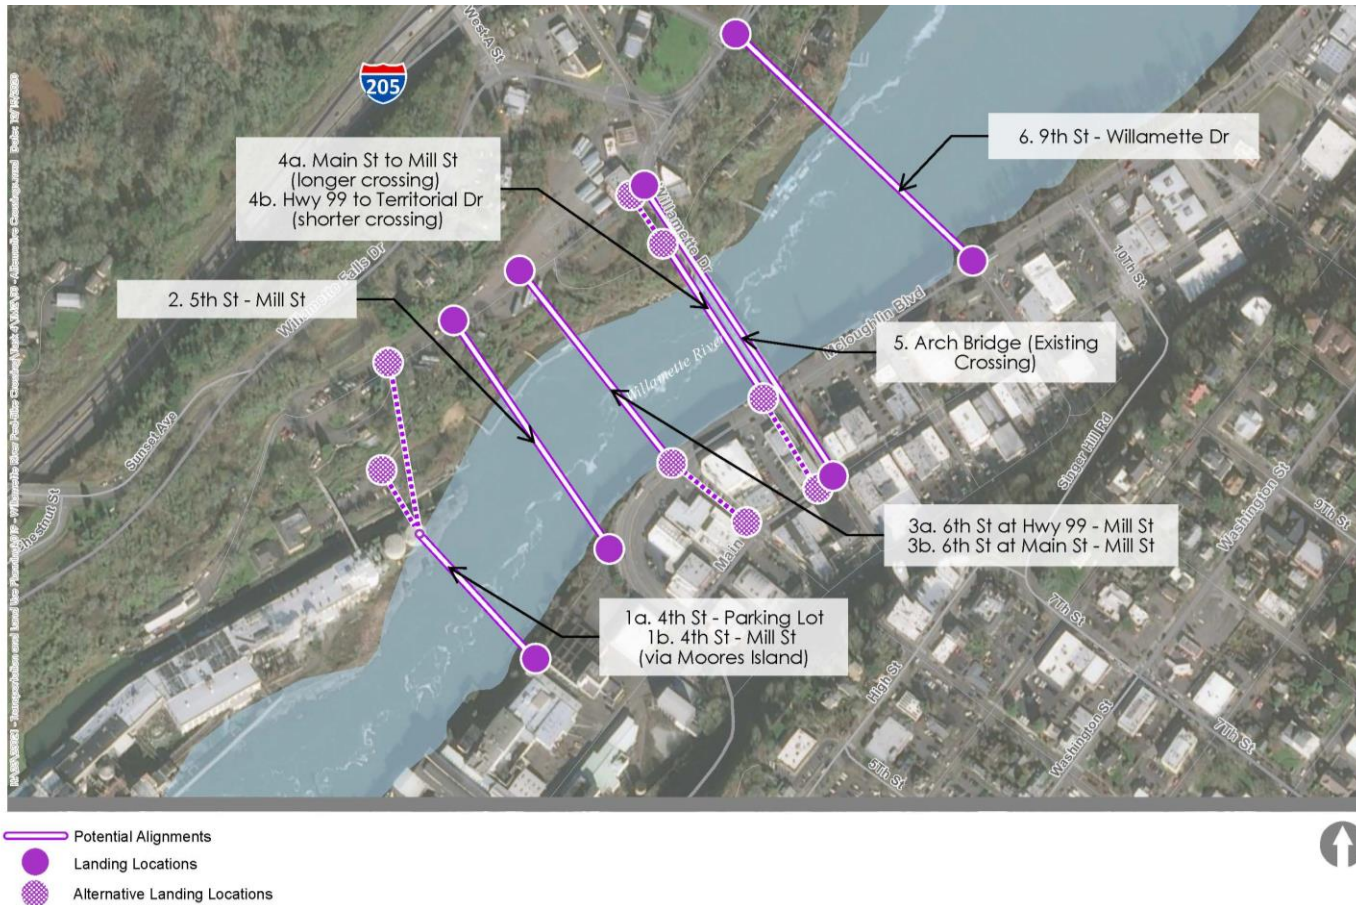 West A St
205
4a. Main St to Mill St
(longer crossing)
4b. Hwy 99 to Territorial Dr
(shorter crossing)
6. 9th St - Willamette Dr
Willamette Dr
10Th St
Willamette Falls Dr
2. 5th St - Mill St
Mcloughlin Blvd
5. Arch Bridge (Existing
Crossing)
Willamette River
Sunset Ave
Singer Hill Rd
Washington St
9Th St
3a. 6th St at Hwy 99 - Mill St
3b. 6th St at Main St - Mill St
Main
1a. 4th St - Parking Lot
1b. 4th St - Mill St
(via Moores Island)
7Th St
High St
Washington St
7Th St
5Th St
Potential Alignments
Landing Locations
Alternative Landing Locations